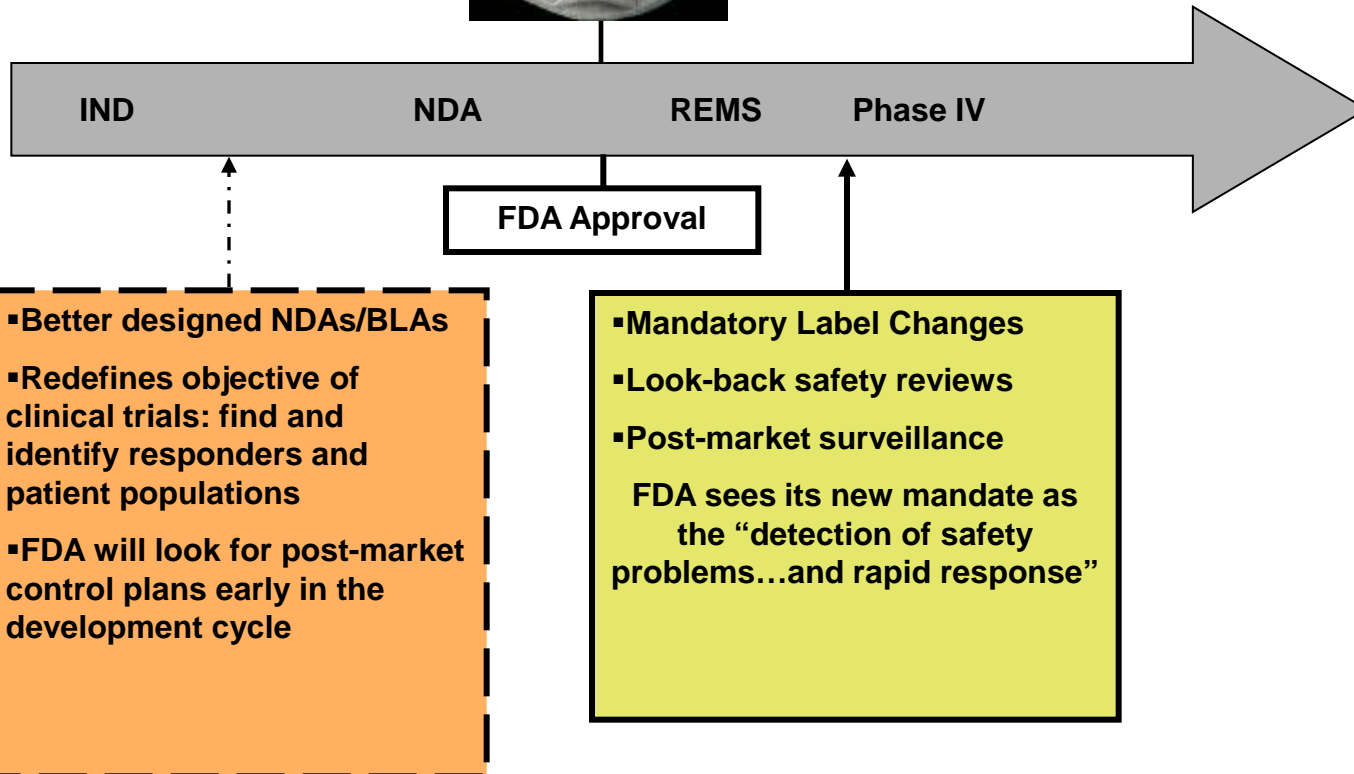 IND NDA REMS Phase IV
FDA Approval
▪Better designed NDAs/BLAs
▪Redefines objective of
clinical trials: find and
identify responders and
patient populations
▪FDA will look for post-market
control plans early in the
development cycle
▪Mandatory Label Changes
▪Look-back safety reviews
▪Post-market surveillance
FDA sees its new mandate as
the “detection of safety
problems…and rapid response”